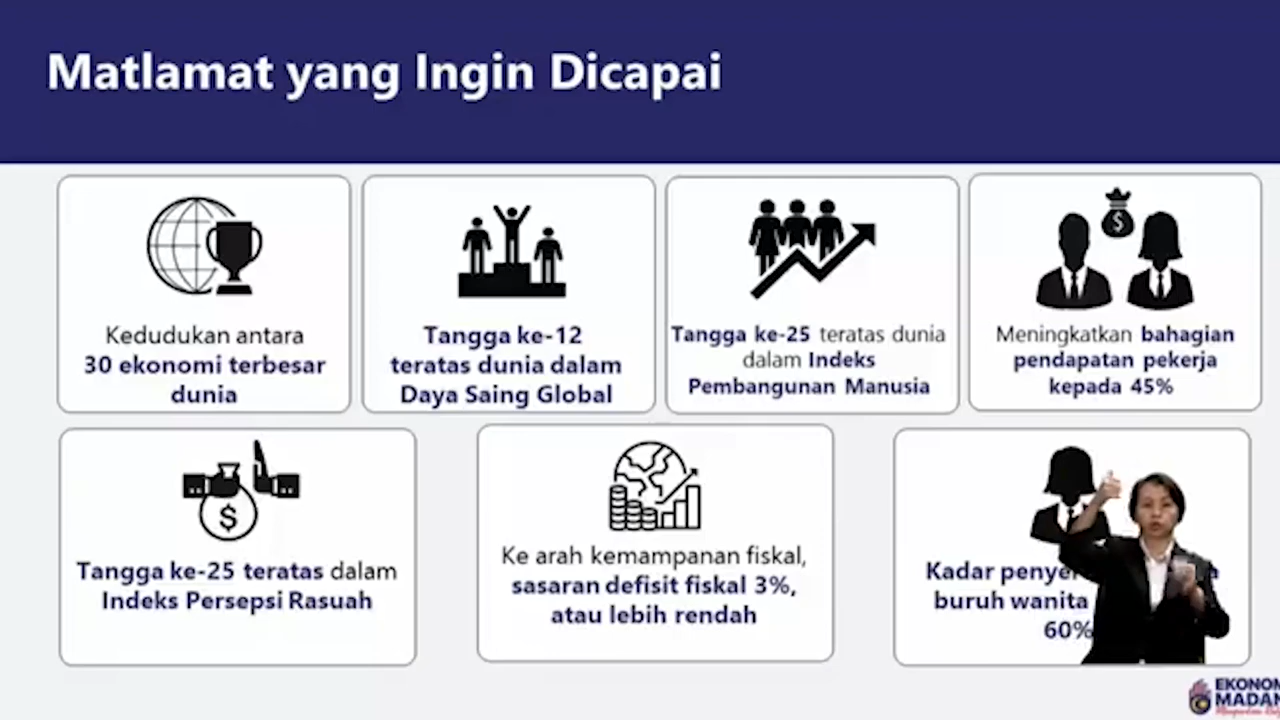 Matlamat yang Ingin Dicapai
Kedudukan antara
30 ekonomi terbesar
dunia
Tangga ke-12
teratas dunia dalam
Daya Saing Global
Tangga ke-25 teratas dunia
dalam Indeks
Pembangunan Manusia
Meningkatkan bahagian
pendapatan pekerja
kepada 45%
$
Tangga ke-25 teratas dalam
Indeks Persepsi Rasuah
$
Ke arah kemampanan fiskal,
sasaran defisit fiskal 3%,
atau lebih rendah
Kadar
buruh wanita
60%